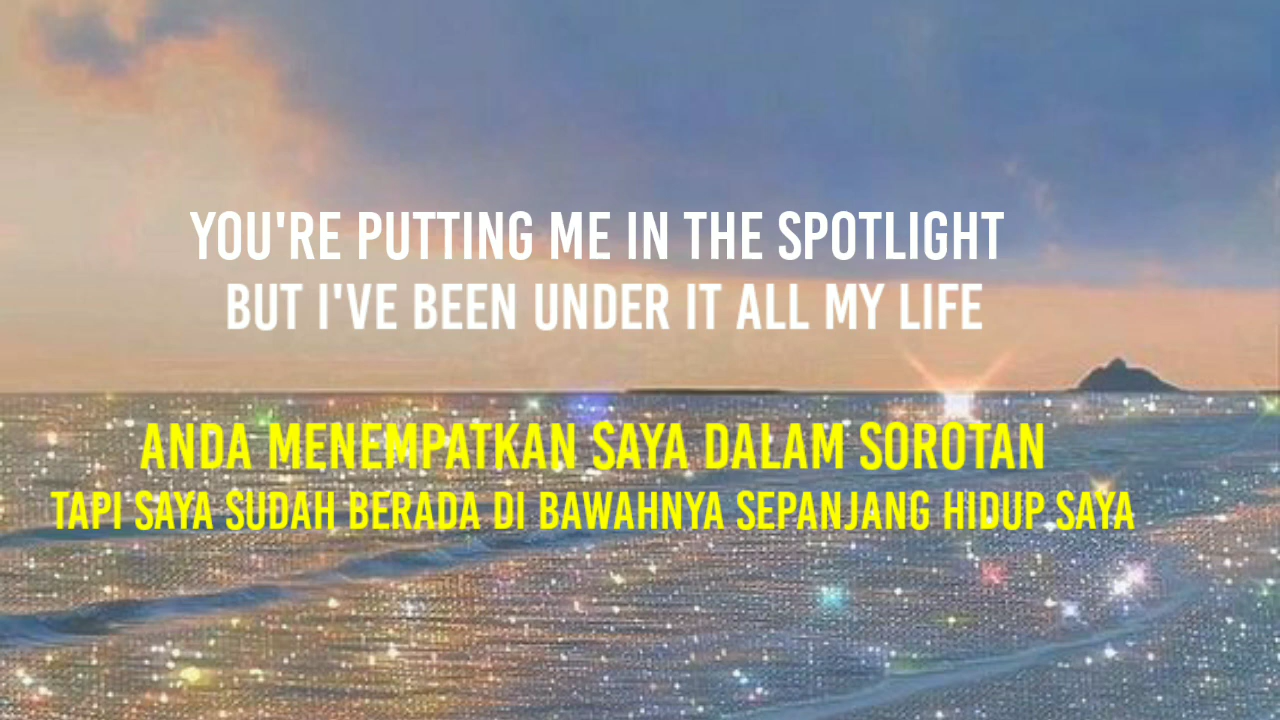 YOU'RE PUTTING ME IN THE SPOTLIGHT
BUT I'VE BEEN UNDER IT ALL MY LIFE
ANDA MENEMPATKAN SAYA DALAM SOROTAN
TAPI SAYA SUDAH BERADA DI BAWAHNYA SEPANJANG HIDUP SAYA